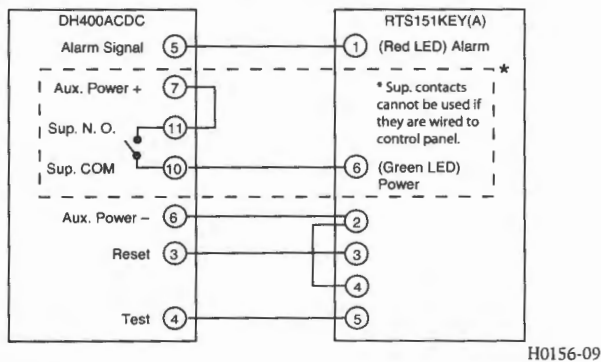 DH400ACDC
RTS151KEY(A)
Alarm Signal 5
1 (Red LED) Alarm
*
Aux. Power + 7
* Sup. contacts
cannot be used if
they are wired to
control panel.
Sup. N. O. 11
Sup. COM 10
6 (Green LED)
Power
Aux. Power – 6
2
Reset 3
3
4
Test 4
5
H0156-09